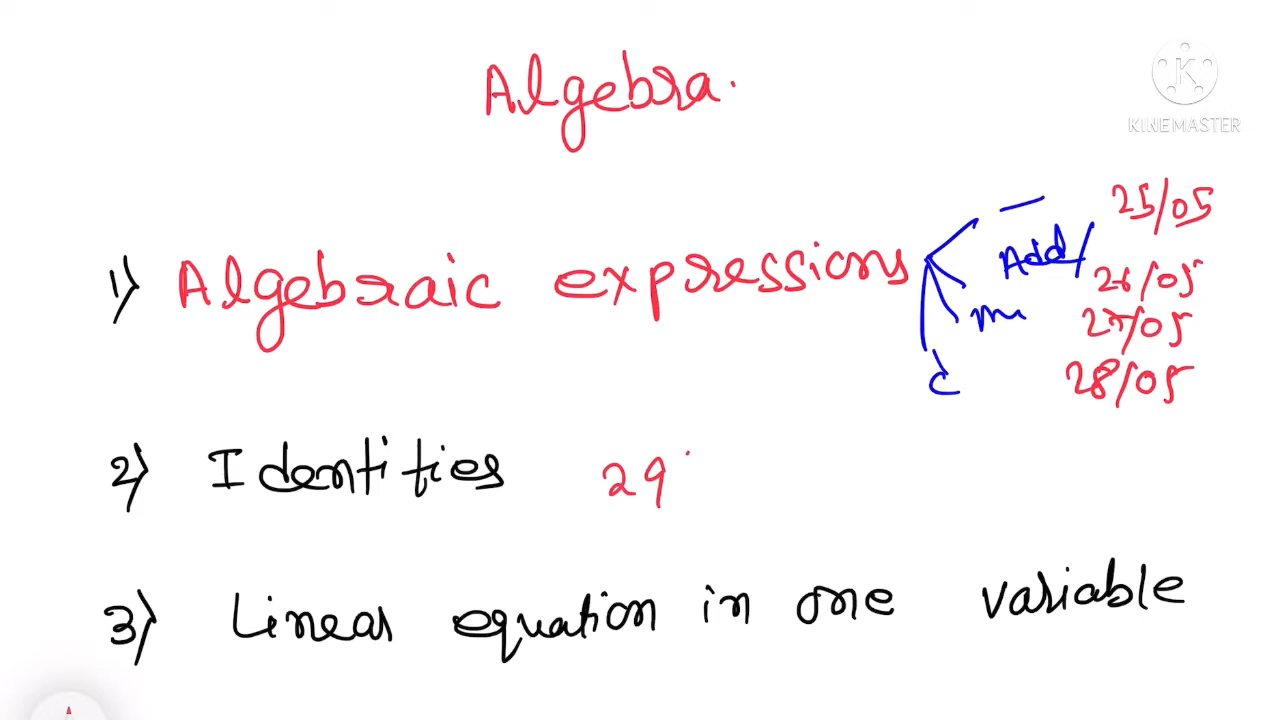 Algebra.
KINEMASTER
1) Algebraic expressions
25/05
Add/ 26/05
m 27/05
28/05
2) Identities 29
3) Linear equation in one variable